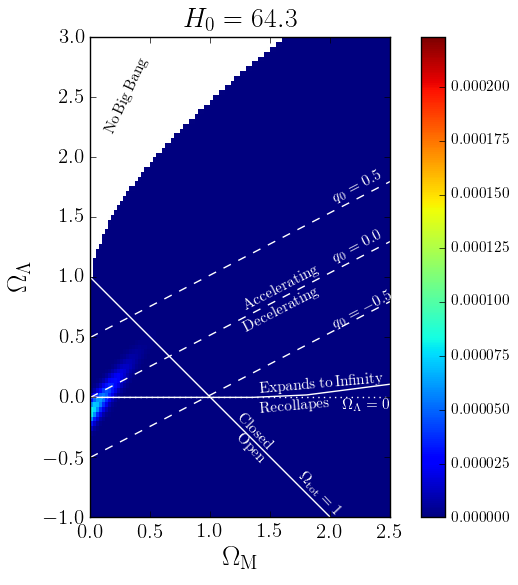 H₀ = 64.3
3.0
2.5
2.0
1.5
1.0
0.5
0.0
−0.5
−1.0
0.0 0.5 1.0 1.5 2.0 2.5
Ω_Λ
Ω_M
No Big Bang
q₀ = 0.5
q₀ = 0.0
Accelerating
Decelerating
q₀ = −0.5
Expands to Infinity
Recollapes
Ω_Λ = 0
Closed
Open
Ω_tot = 1
0.000200
0.000175
0.000150
0.000125
0.000100
0.000075
0.000050
0.000025
0.000000